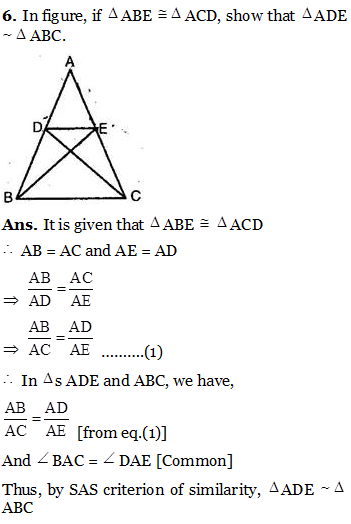 6. In figure, if Δ ABE ≅ Δ ACD, show that Δ ADE
~ Δ ABC.
A
D
E
B
C
Ans. It is given that Δ ABE ≅ Δ ACD
∴ AB = AC and AE = AD
⇒ AB/AD = AC/AE
⇒ AB/AC = AD/AE ..........(1)
∴ In Δs ADE and ABC, we have,
AB/AC = AD/AE [from eq.(1)]
And ∠BAC = ∠DAE [Common]
Thus, by SAS criterion of similarity, Δ ADE ~ Δ
ABC